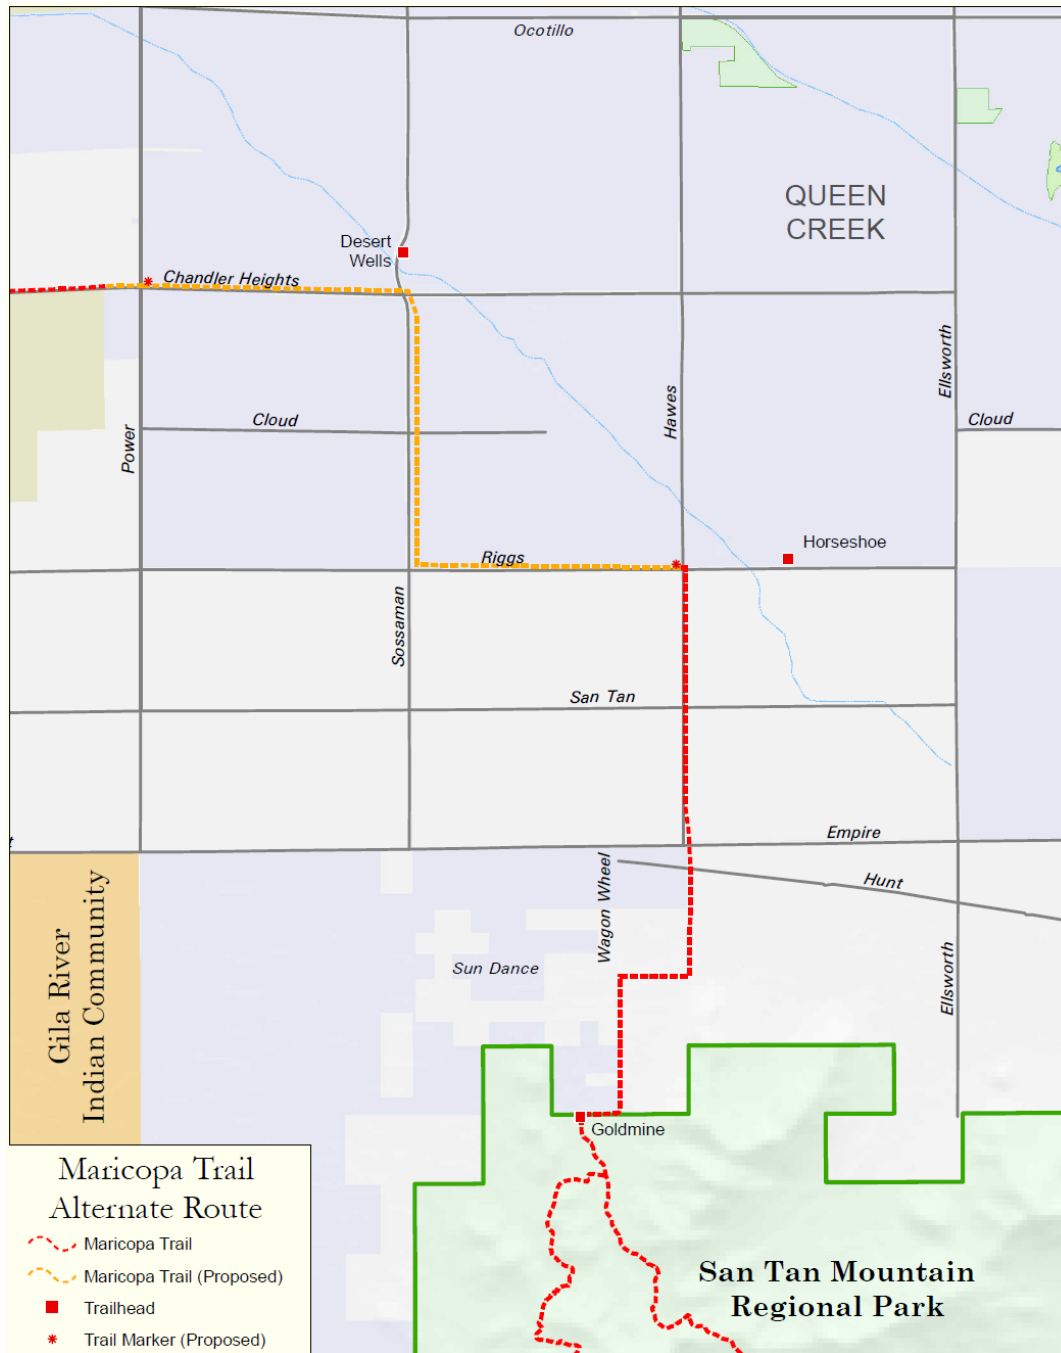 Ocotillo
QUEEN
CREEK
Desert
Wells
Chandler Heights
Ellsworth
Hawes
Cloud
Cloud
Power
Horseshoe
Riggs
Sossaman
San Tan
Empire
t
Wagon Wheel
Hunt
Gila River
Indian Community
Sun Dance
Ellsworth
Goldmine
Maricopa Trail
Alternate Route
Maricopa Trail
Maricopa Trail (Proposed)
Trailhead
Trail Marker (Proposed)
San Tan Mountain
Regional Park